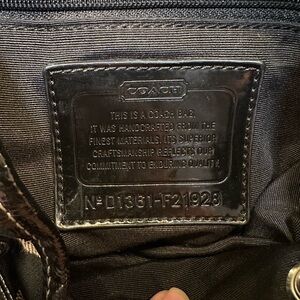 COACH
THIS IS A COACH BAG.
IT WAS HANDCRAFTED FROM THE
FINEST MATERIALS. ITS SUPERIOR
CRAFTSMANSHIP REFLECTS OUR
COMMITMENT TO ENDURING QUALITY.
Nº D1361-F21928